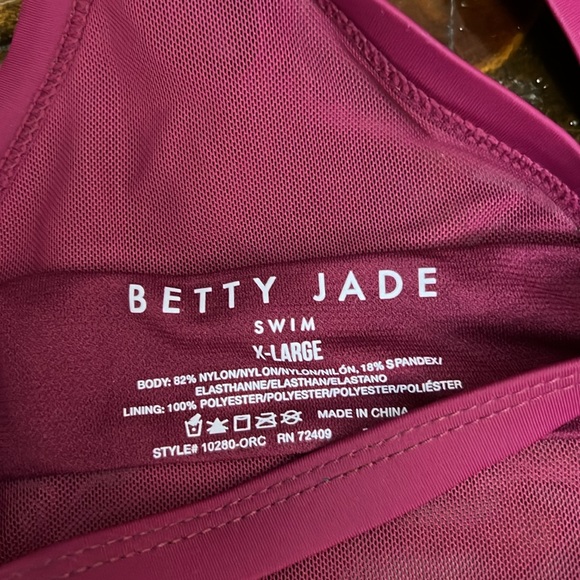 BETTY JADE
SWIM
X-LARGE
BODY: 82% NYLON/NYLON/NYLON/NILÓN, 18% SPANDEX/
ELASTHANNE/ELASTHAN/ELASTANO
LINING: 100% POLYESTER/POLYESTER/POLYESTER/POLIÉSTER
MADE IN CHINA
STYLE# 10280-ORC RN 72409